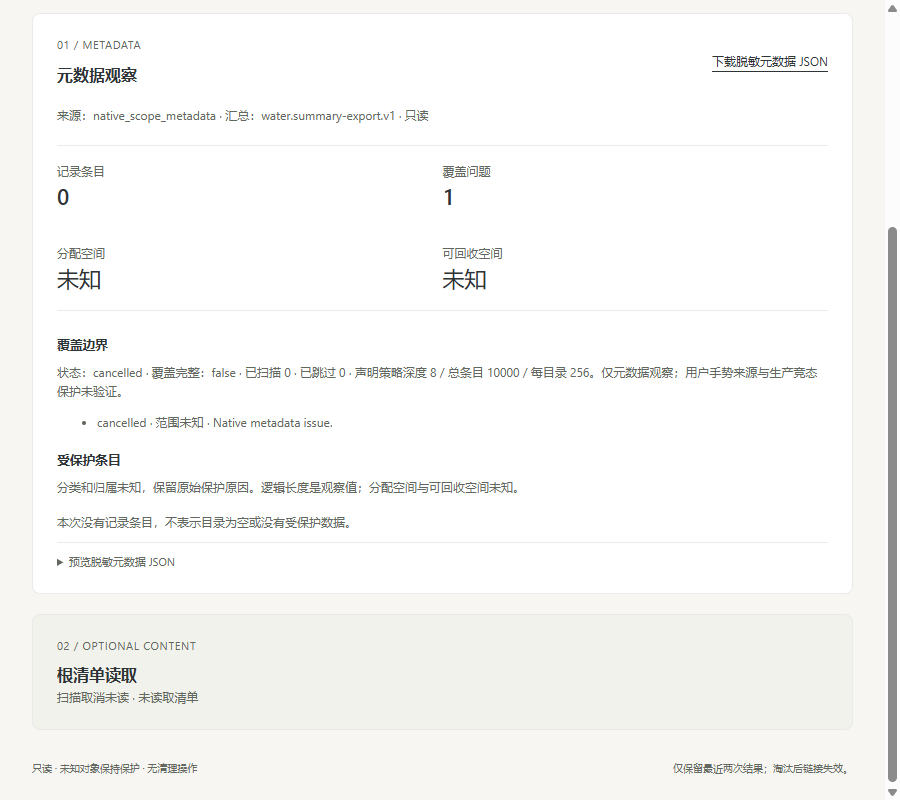 01 / METADATA
元数据观察
下载脱敏元数据 JSON
来源：native_scope_metadata · 汇总：water.summary-export.v1 · 只读
记录条目
0
覆盖问题
1
分配空间
未知
可回收空间
未知
覆盖边界
状态：cancelled · 覆盖完整：false · 已扫描 0 · 已跳过 0 · 声明策略深度 8 / 总条目 10000 / 每目录 256。仅元数据观察；用户手势来源与生产竞态
保护未验证。
• cancelled · 范围未知 · Native metadata issue.
受保护条目
分类和归属未知，保留原始保护原因。逻辑长度是观察值；分配空间与可回收空间未知。
本次没有记录条目，不表示目录为空或没有受保护数据。
▶ 预览脱敏元数据 JSON
02 / OPTIONAL CONTENT
根清单读取
扫描取消未读 · 未读取清单
只读 · 未知对象保持保护 · 无清理操作
仅保留最近两次结果；淘汰后链接失效。